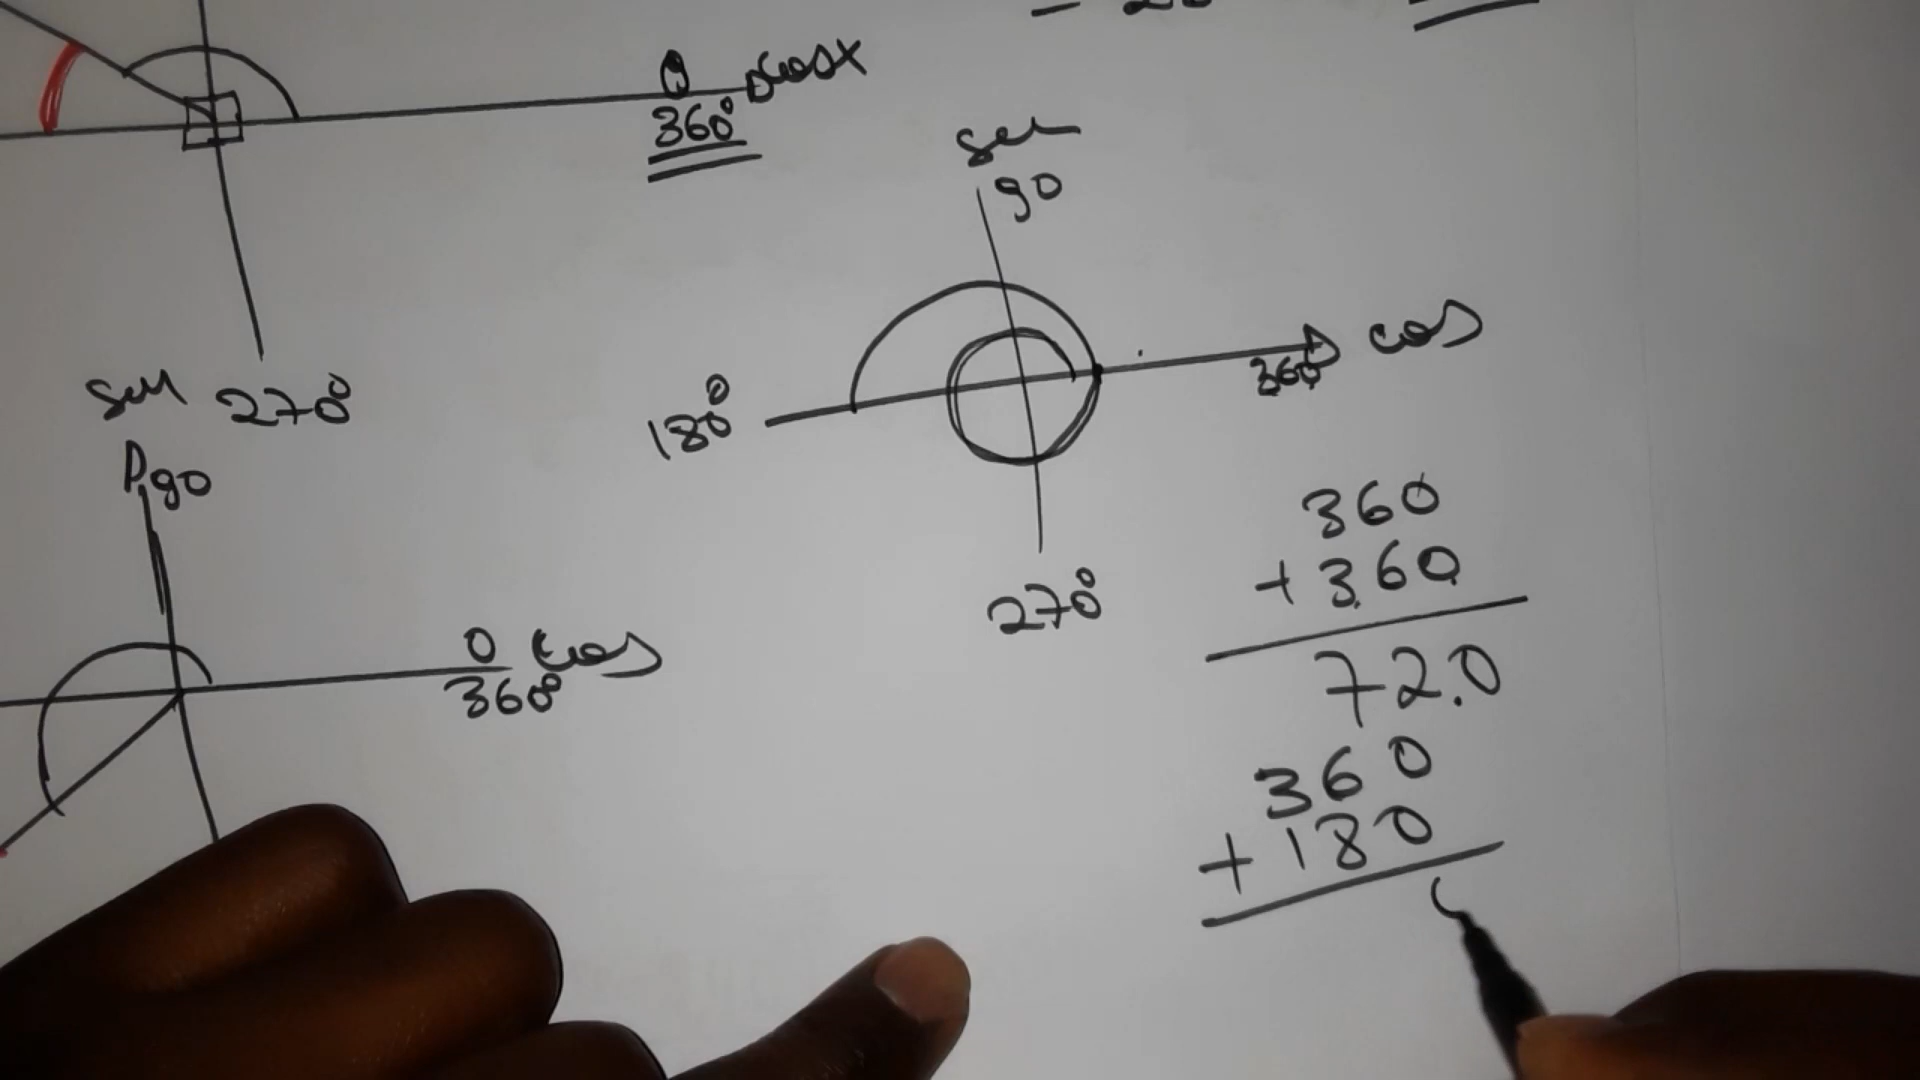 0 cosx
360°
sen
90
cos
360
180°
270°
sen 270°
90
0 cos
360°
360
+ 360
720
360
+ 180